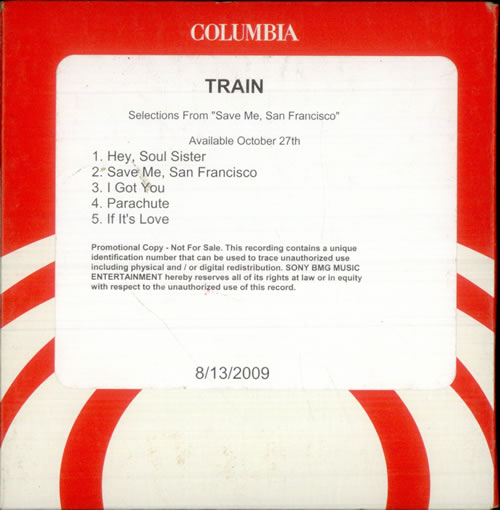 COLUMBIA
TRAIN
Selections From "Save Me, San Francisco"
Available October 27th
1. Hey, Soul Sister
2. Save Me, San Francisco
3. I Got You
4. Parachute
5. If It's Love
Promotional Copy - Not For Sale. This recording contains a unique
identification number that can be used to trace unauthorized use
including physical and / or digital redistribution. SONY BMG MUSIC
ENTERTAINMENT hereby reserves all of its rights at law or in equity
with respect to the unauthorized use of this record.
8/13/2009